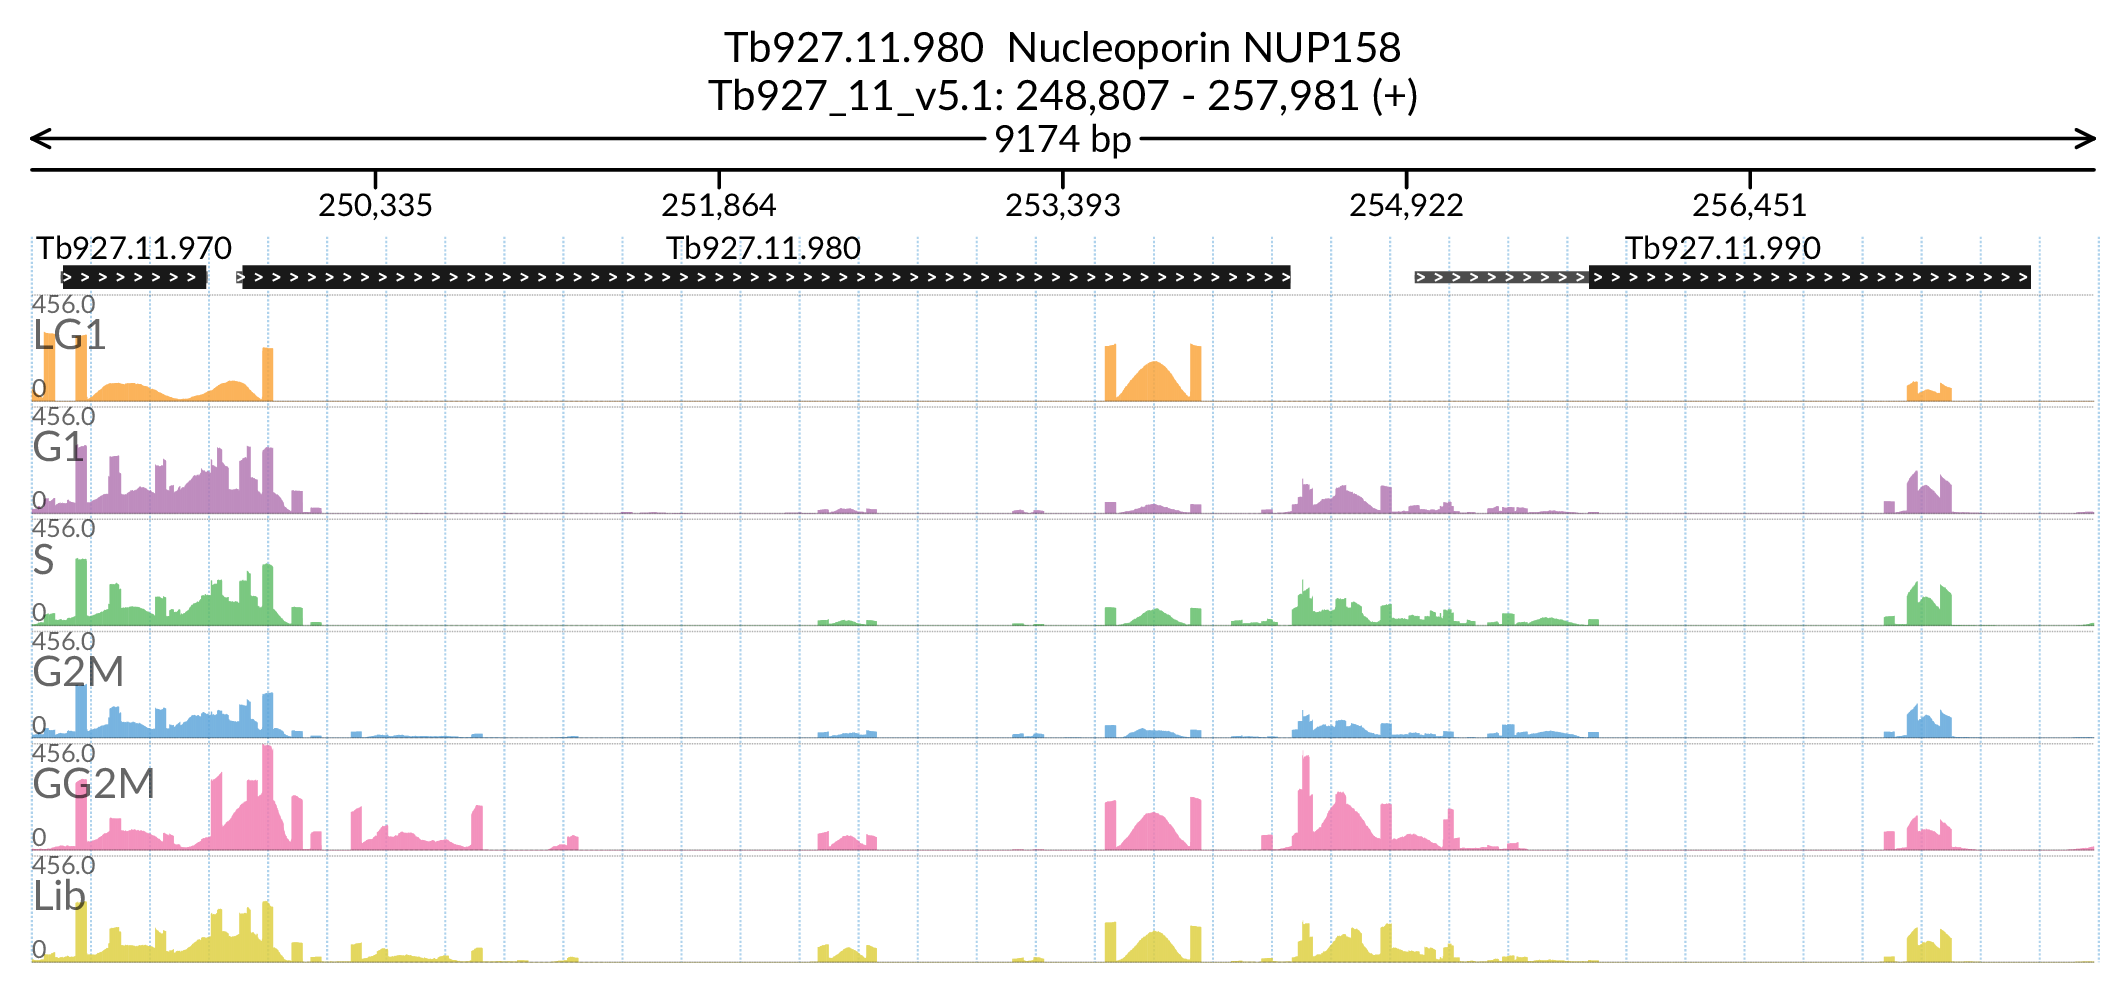 Tb927.11.980  Nucleoporin NUP158
Tb927_11_v5.1: 248,807 - 257,981 (+)
9174 bp
250,335 251,864 253,393 254,922 256,451
Tb927.11.970 Tb927.11.980 Tb927.11.990
456.0
LG1
0
456.0
G1
0
456.0
S
0
456.0
G2M
0
456.0
GG2M
0
456.0
Lib
0